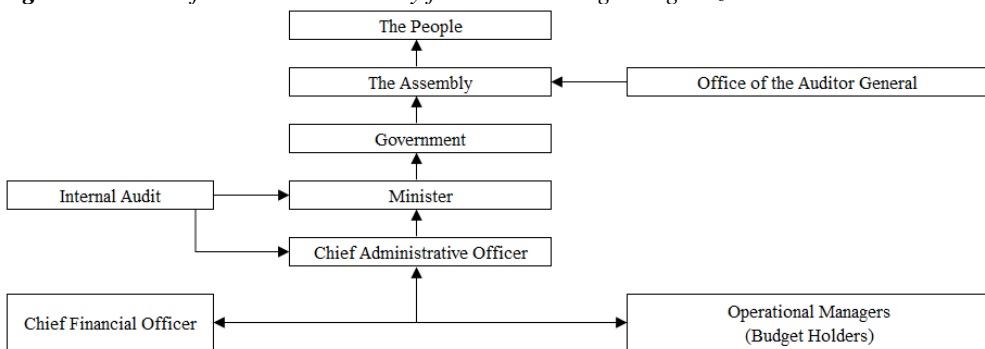 The People
The Assembly
Office of the Auditor General
Government
Internal Audit
Minister
Chief Administrative Officer
Chief Financial Officer
Operational Managers
(Budget Holders)